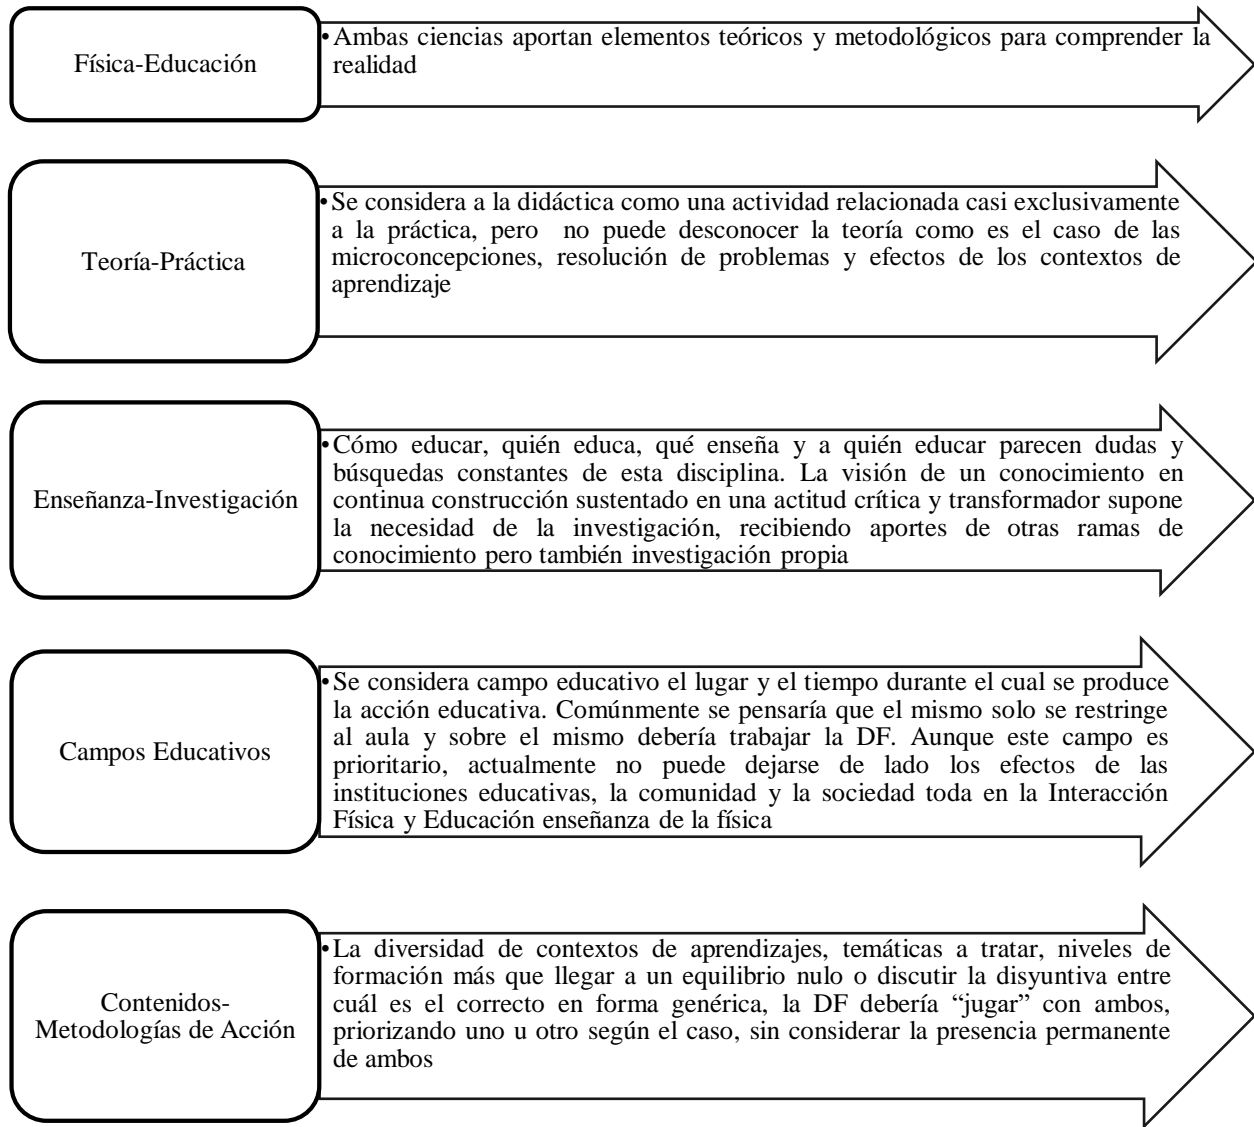 Física-Educación
•Ambas ciencias aportan elementos teóricos y metodológicos para comprender la
realidad
Teoría-Práctica
•Se considera a la didáctica como una actividad relacionada casi exclusivamente
a la práctica, pero no puede desconocer la teoría como es el caso de las
microconcepciones, resolución de problemas y efectos de los contextos de
aprendizaje
Enseñanza-Investigación
•Cómo educar, quién educa, qué enseña y a quién educar parecen dudas y
búsquedas constantes de esta disciplina. La visión de un conocimiento en
continua construcción sustentado en una actitud crítica y transformador supone
la necesidad de la investigación, recibiendo aportes de otras ramas de
conocimiento pero también investigación propia
Campos Educativos
•Se considera campo educativo el lugar y el tiempo durante el cual se produce
la acción educativa. Comúnmente se pensaría que el mismo solo se restringe
al aula y sobre el mismo debería trabajar la DF. Aunque este campo es
prioritario, actualmente no puede dejarse de lado los efectos de las
instituciones educativas, la comunidad y la sociedad toda en la Interacción
Física y Educación enseñanza de la física
Contenidos-
Metodologías de Acción
•La diversidad de contextos de aprendizajes, temáticas a tratar, niveles de
formación más que llegar a un equilibrio nulo o discutir la disyuntiva entre
cuál es el correcto en forma genérica, la DF debería “jugar” con ambos,
priorizando uno u otro según el caso, sin considerar la presencia permanente
de ambos